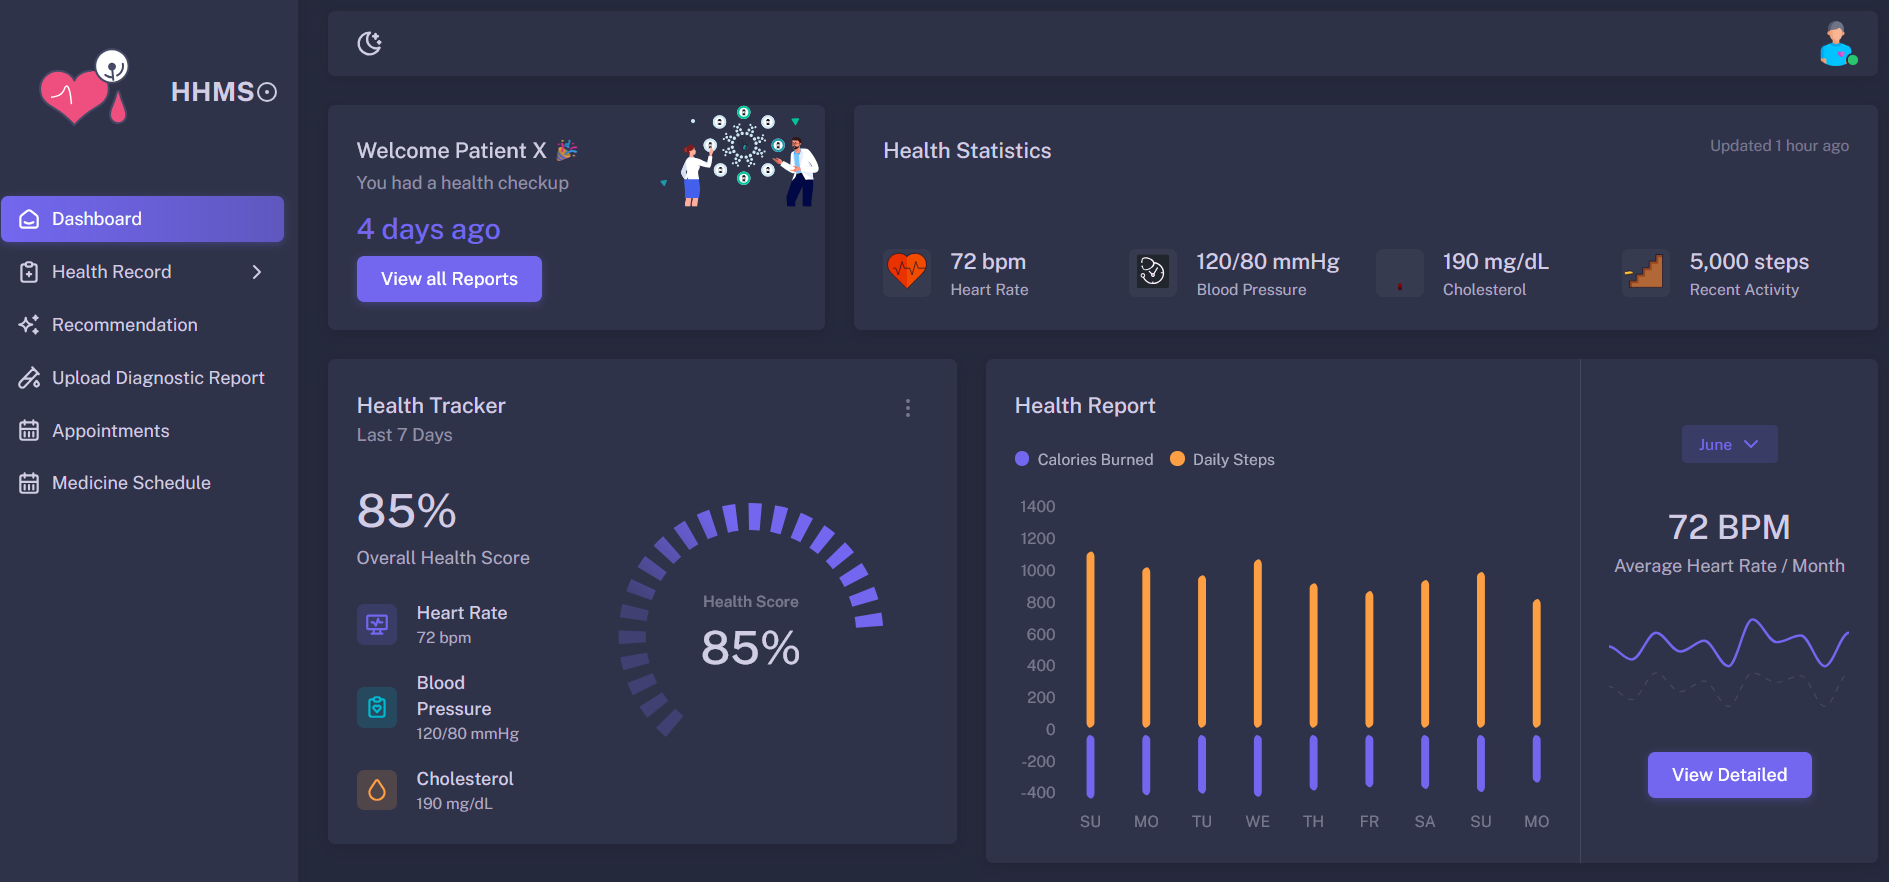 HHMS
Dashboard
Health Record
Recommendation
Upload Diagnostic Report
Appointments
Medicine Schedule
Welcome Patient X 🎉
You had a health checkup
4 days ago
View all Reports
Health Statistics
Updated 1 hour ago
72 bpm
Heart Rate
120/80 mmHg
Blood Pressure
190 mg/dL
Cholesterol
5,000 steps
Recent Activity
Health Tracker
Last 7 Days
85%
Overall Health Score
Heart Rate
72 bpm
Blood
Pressure
120/80 mmHg
Cholesterol
190 mg/dL
Health Score
85%
Health Report
Calories Burned Daily Steps
1400
1200
1000
800
600
400
200
0
-200
-400
SU MO TU WE TH FR SA SU MO
June
72 BPM
Average Heart Rate / Month
View Detailed